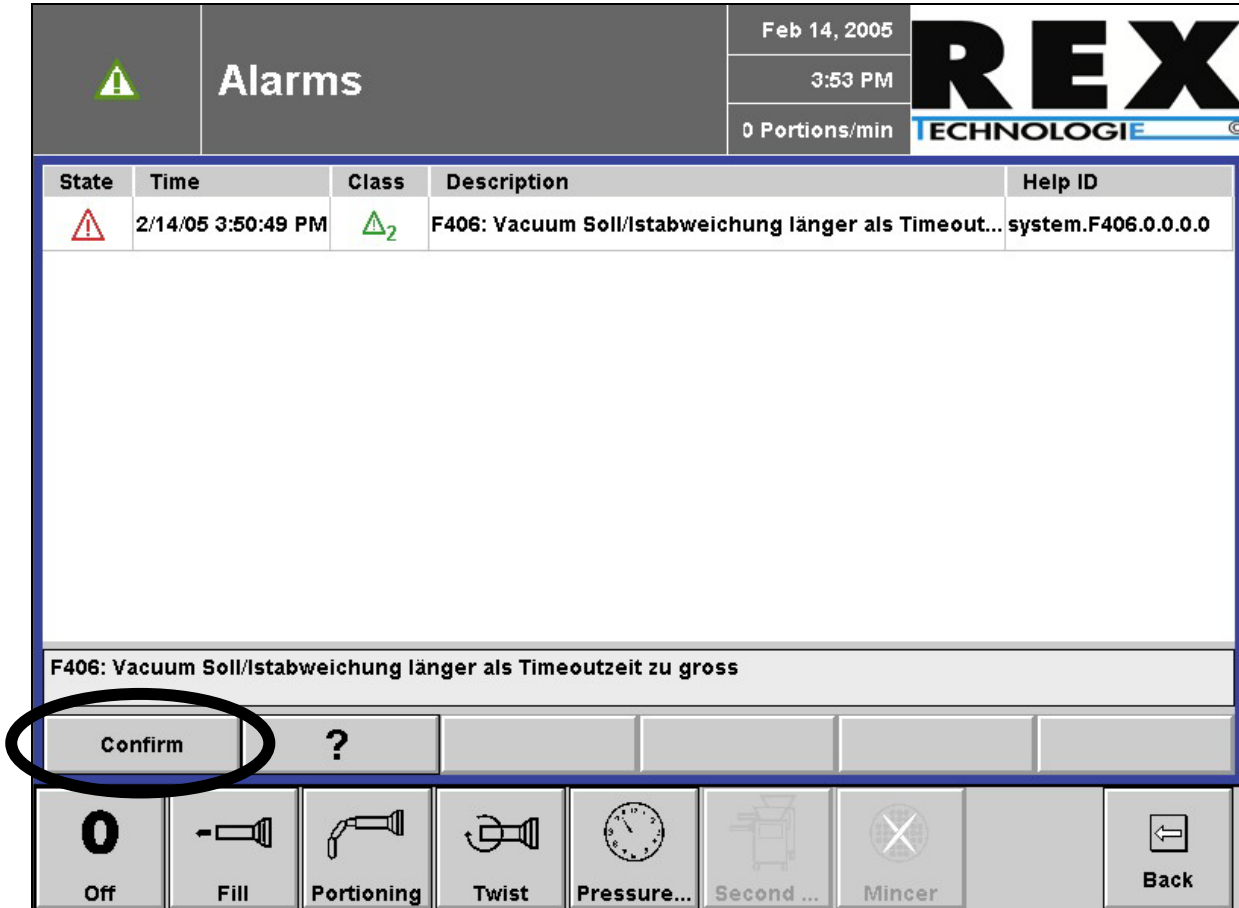 Alarms
Feb 14, 2005
3:53 PM
0 Portions/min
REX
TECHNOLOGIE ©
State Time Class Description Help ID
2/14/05 3:50:49 PM 2 F406: Vacuum Soll/Istabweichung länger als Timeout... system.F406.0.0.0.0
F406: Vacuum Soll/Istabweichung länger als Timeoutzeit zu gross
Confirm ?
0
Off Fill Portioning Twist Pressure... Second ... Mincer Back